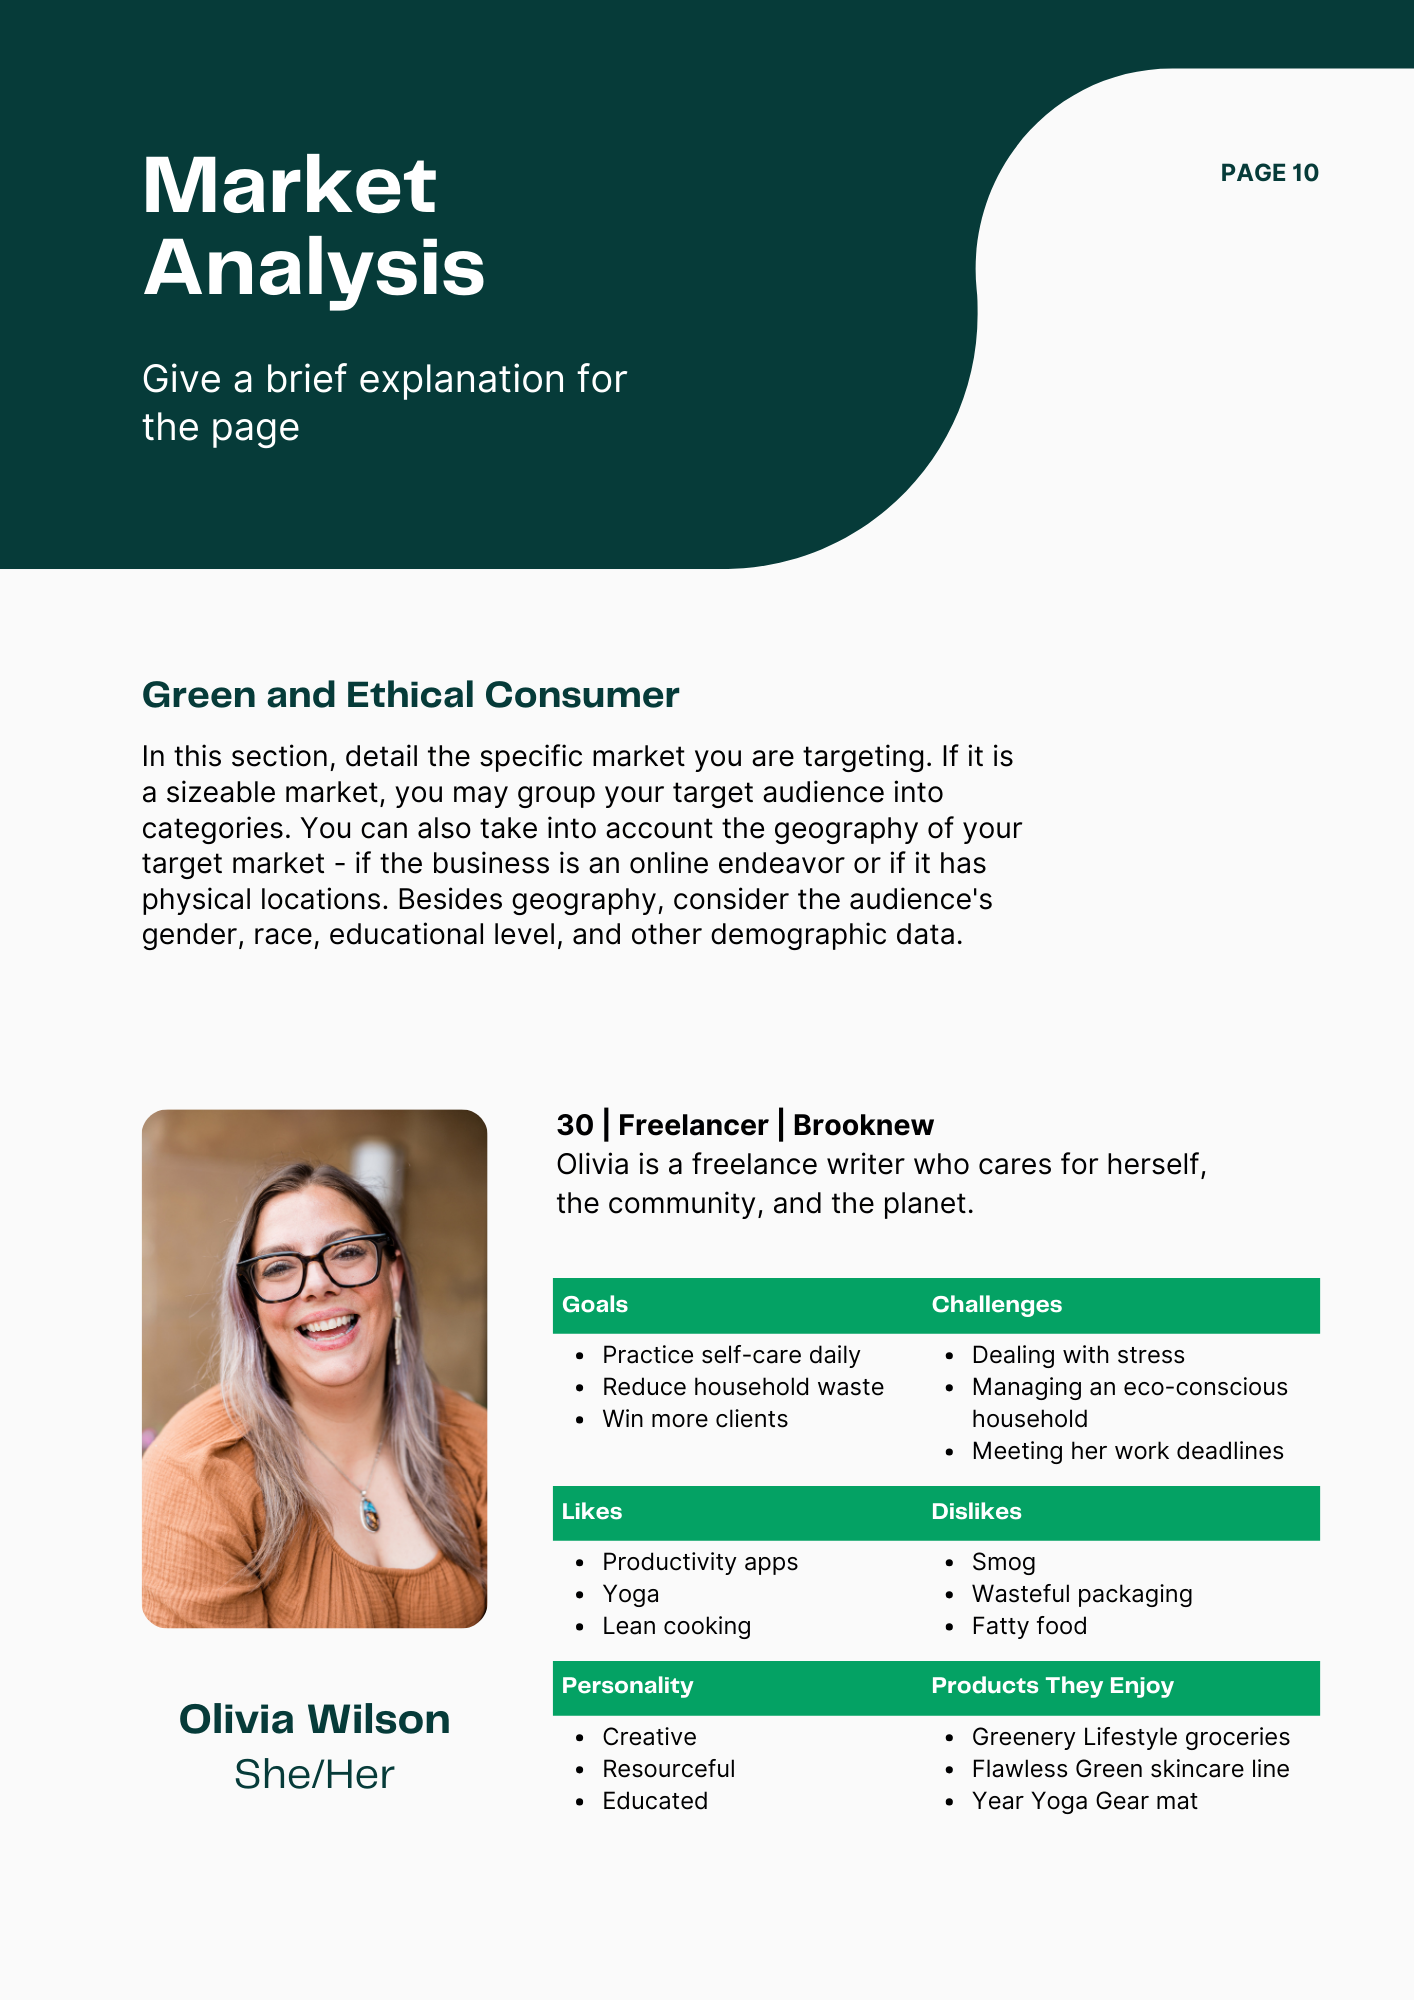 Market
Analysis
PAGE 10
Give a brief explanation for
the page
Green and Ethical Consumer
In this section, detail the specific market you are targeting. If it is
a sizeable market, you may group your target audience into
categories. You can also take into account the geography of your
target market - if the business is an online endeavor or if it has
physical locations. Besides geography, consider the audience's
gender, race, educational level, and other demographic data.
30 | Freelancer | Brooknew
Olivia is a freelance writer who cares for herself,
the community, and the planet.
Goals
• Practice self-care daily
• Reduce household waste
• Win more clients
Challenges
• Dealing with stress
• Managing an eco-conscious
household
• Meeting her work deadlines
Likes
• Productivity apps
• Yoga
• Lean cooking
Dislikes
• Smog
• Wasteful packaging
• Fatty food
Personality
• Creative
• Resourceful
• Educated
Products They Enjoy
• Greenery Lifestyle groceries
• Flawless Green skincare line
• Year Yoga Gear mat
Olivia Wilson
She/Her